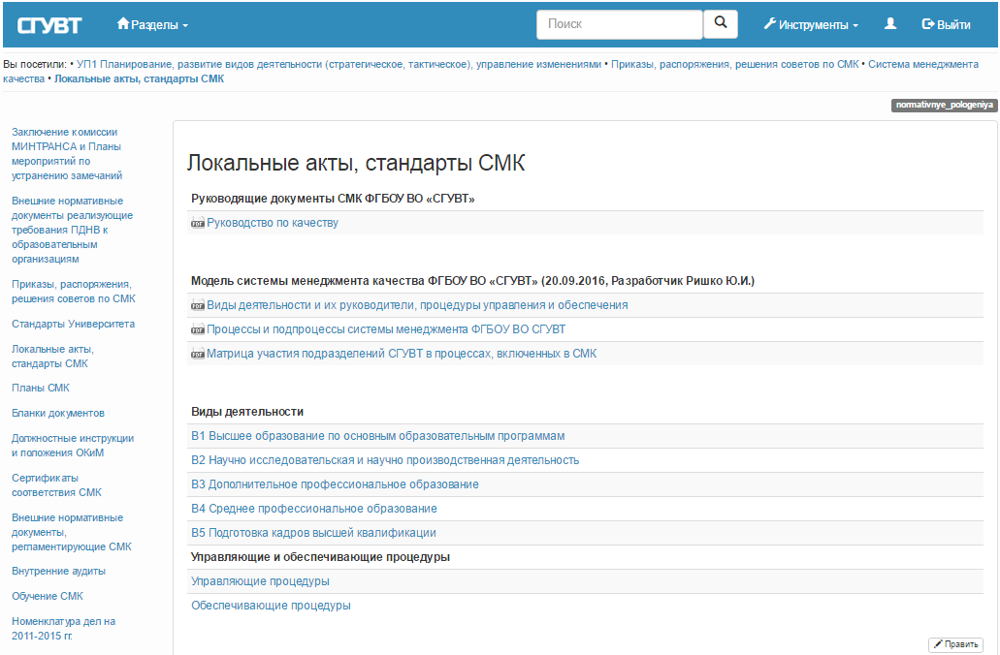 СГУВТ
Разделы
Поиск
Инструменты
Выйти
Вы посетили: • УП1 Планирование, развитие видов деятельности (стратегическое, тактическое), управление изменениями • Приказы, распоряжения, решения советов по СМК • Система менеджмента
качества • Локальные акты, стандарты СМК
normativnye_pologeniya
Заключение комиссии
МИНТРАНСА и Планы
мероприятий по
устранению замечаний
Внешние нормативные
документы реализующие
требования ПДНВ к
образовательным
организациям
Приказы, распоряжения,
решения советов по СМК
Стандарты Университета
Локальные акты,
стандарты СМК
Планы СМК
Бланки документов
Должностные инструкции
и положения ОКиМ
Сертификаты
соответствия СМК
Внешние нормативные
документы,
регламентирующие СМК
Внутренние аудиты
Обучение СМК
Номенклатура дел на
2011-2015 гг.
Локальные акты, стандарты СМК
Руководящие документы СМК ФГБОУ ВО «СГУВТ»
PDF Руководство по качеству
Модель системы менеджмента качества ФГБОУ ВО «СГУВТ» (20.09.2016, Разработчик Ришко Ю.И.)
PDF Виды деятельности и их руководители, процедуры управления и обеспечения
PDF Процессы и подпроцессы системы менеджмента ФГБОУ ВО СГУВТ
PDF Матрица участия подразделений СГУВТ в процессах, включенных в СМК
Виды деятельности
В1 Высшее образование по основным образовательным программам
В2 Научно исследовательская и научно производственная деятельность
В3 Дополнительное профессиональное образование
В4 Среднее профессиональное образование
В5 Подготовка кадров высшей квалификации
Управляющие и обеспечивающие процедуры
Управляющие процедуры
Обеспечивающие процедуры
Править